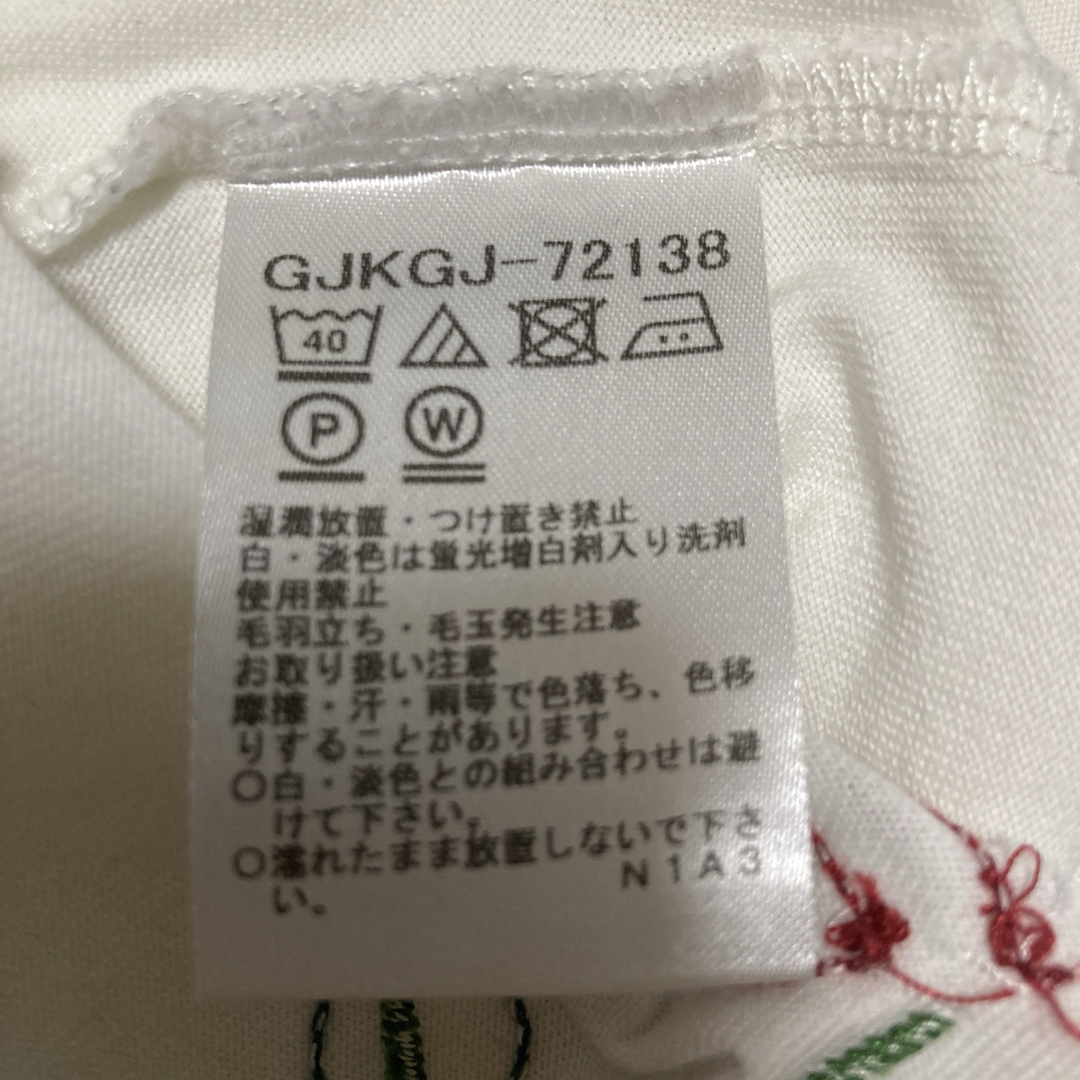 GJKGJ-72138
40
P W
湿潤放置・つけ置き禁止
白・淡色は蛍光増白剤入り洗剤
使用禁止
毛羽立ち・毛玉発生注意
お取り扱い注意
摩擦・汗・雨等で色落ち、色移
りすることがあります。
○白・淡色との組み合わせは避
けて下さい。
○濡れたまま放置しないで下さ
い。
N1A3